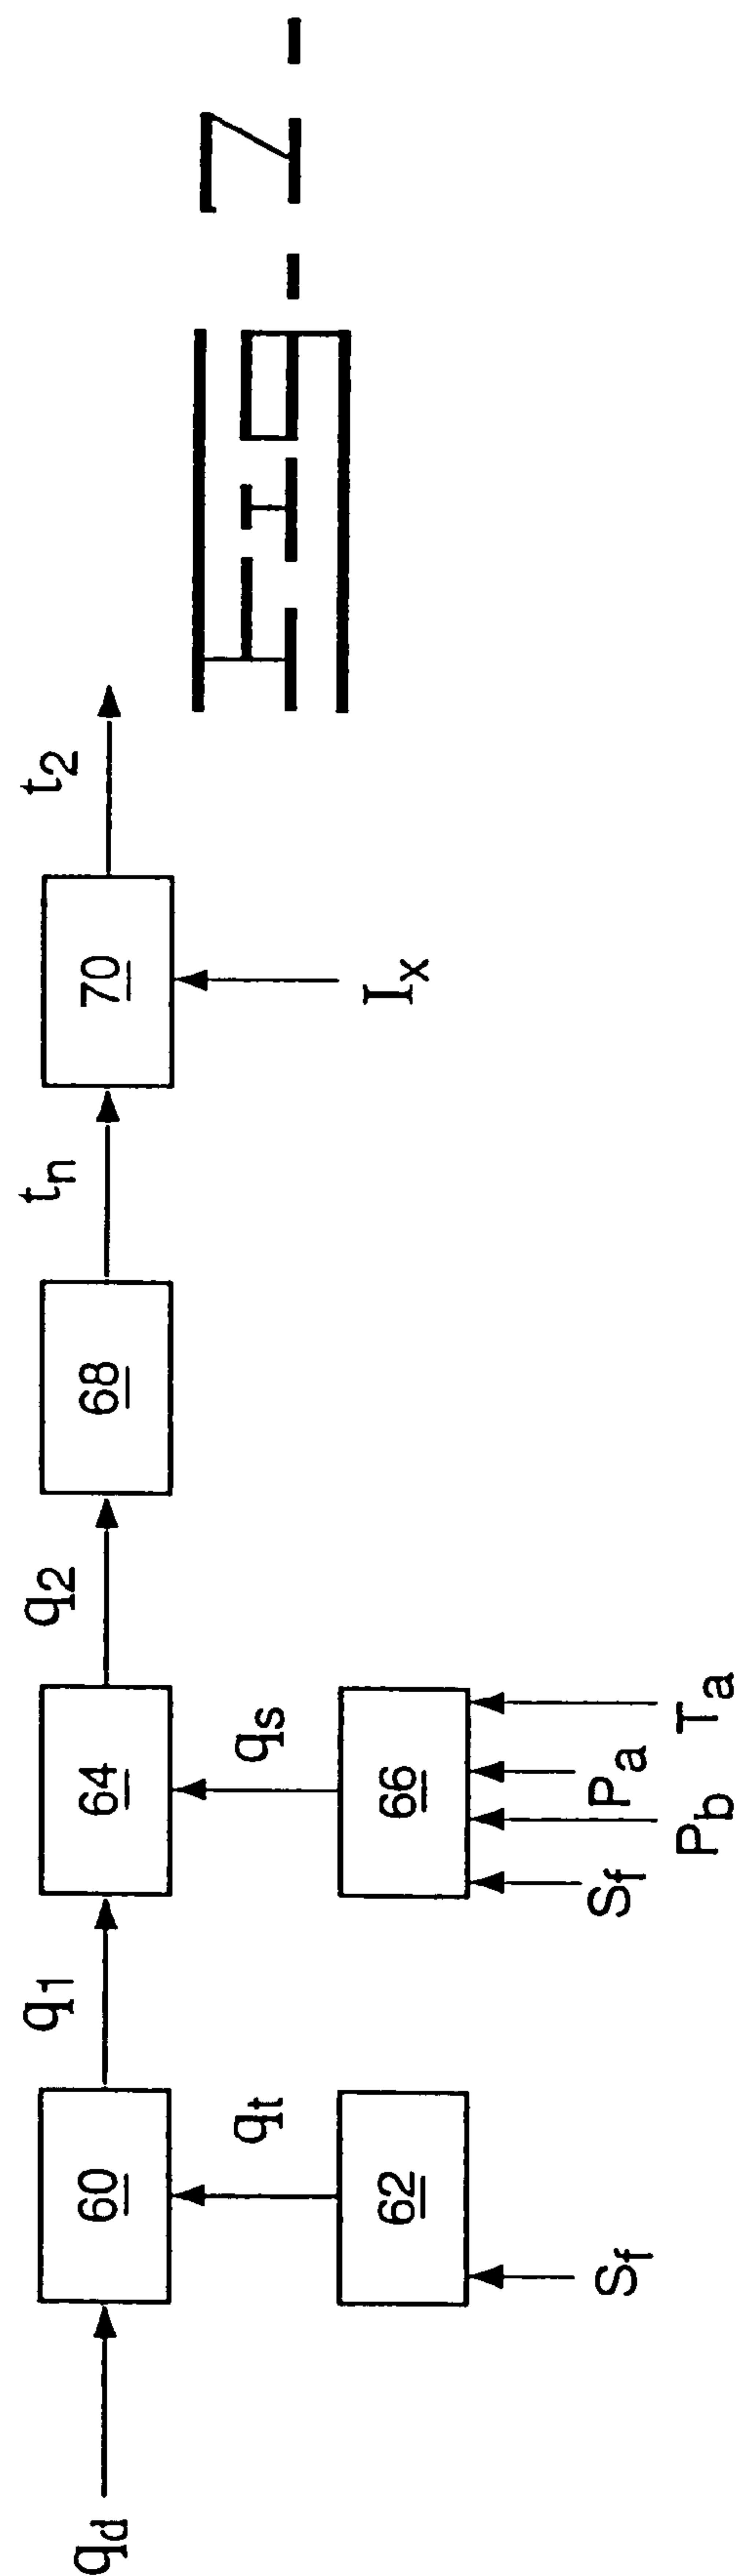 q_d
60
q_1
64
q_2
68
t_n
70
t_2
q_t
q_s
62
66
I_x
S_f
S_f
P_b
P_a
T_a
Fig-7-